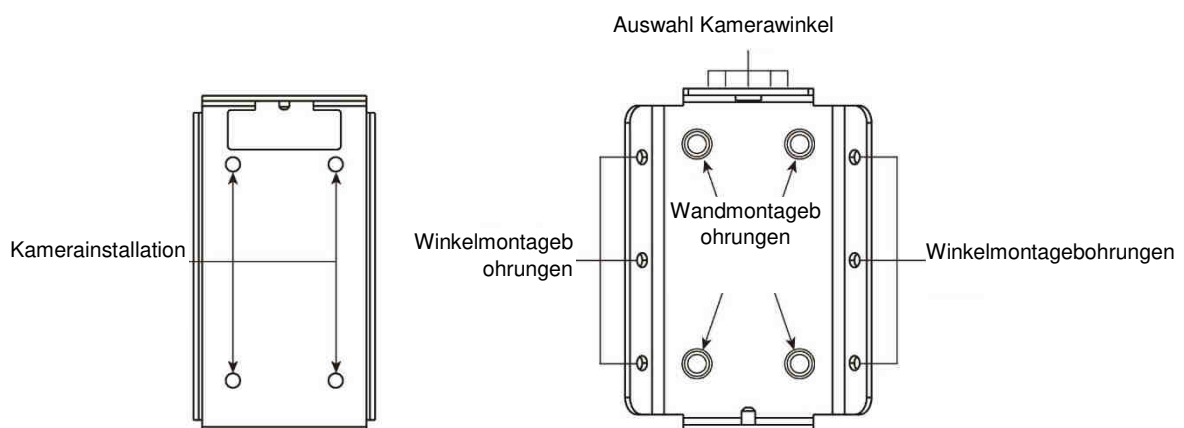 Auswahl Kamerawinkel
Kamerainstallation
Winkelmontageb
ohrungen
Wandmontageb
ohrungen
Winkelmontagebohrungen